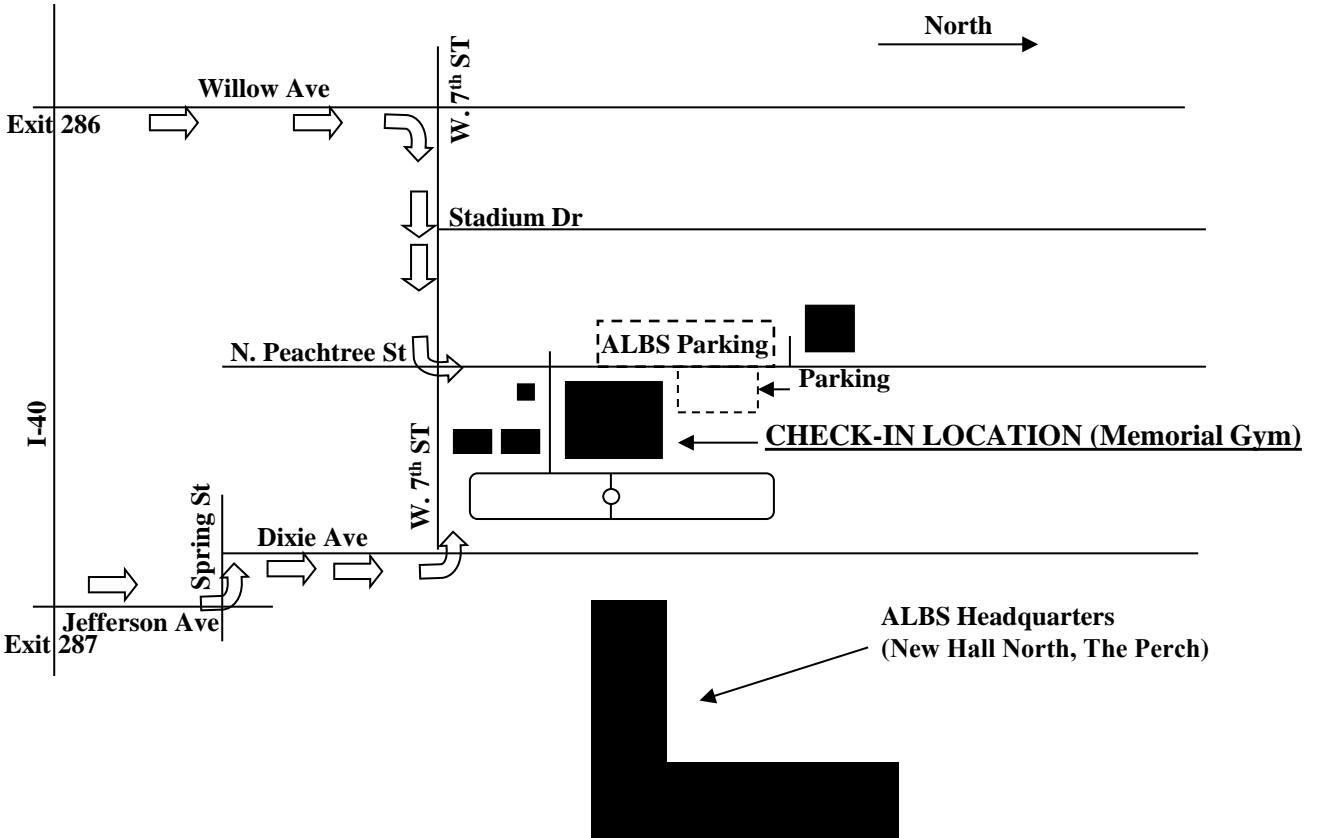 North
Willow Ave
W. 7th ST
Exit 286
Stadium Dr
ALBS Parking
N. Peachtree St
Parking
I-40
CHECK-IN LOCATION (Memorial Gym)
W. 7th ST
Spring St
Dixie Ave
Jefferson Ave
Exit 287
ALBS Headquarters
(New Hall North, The Perch)